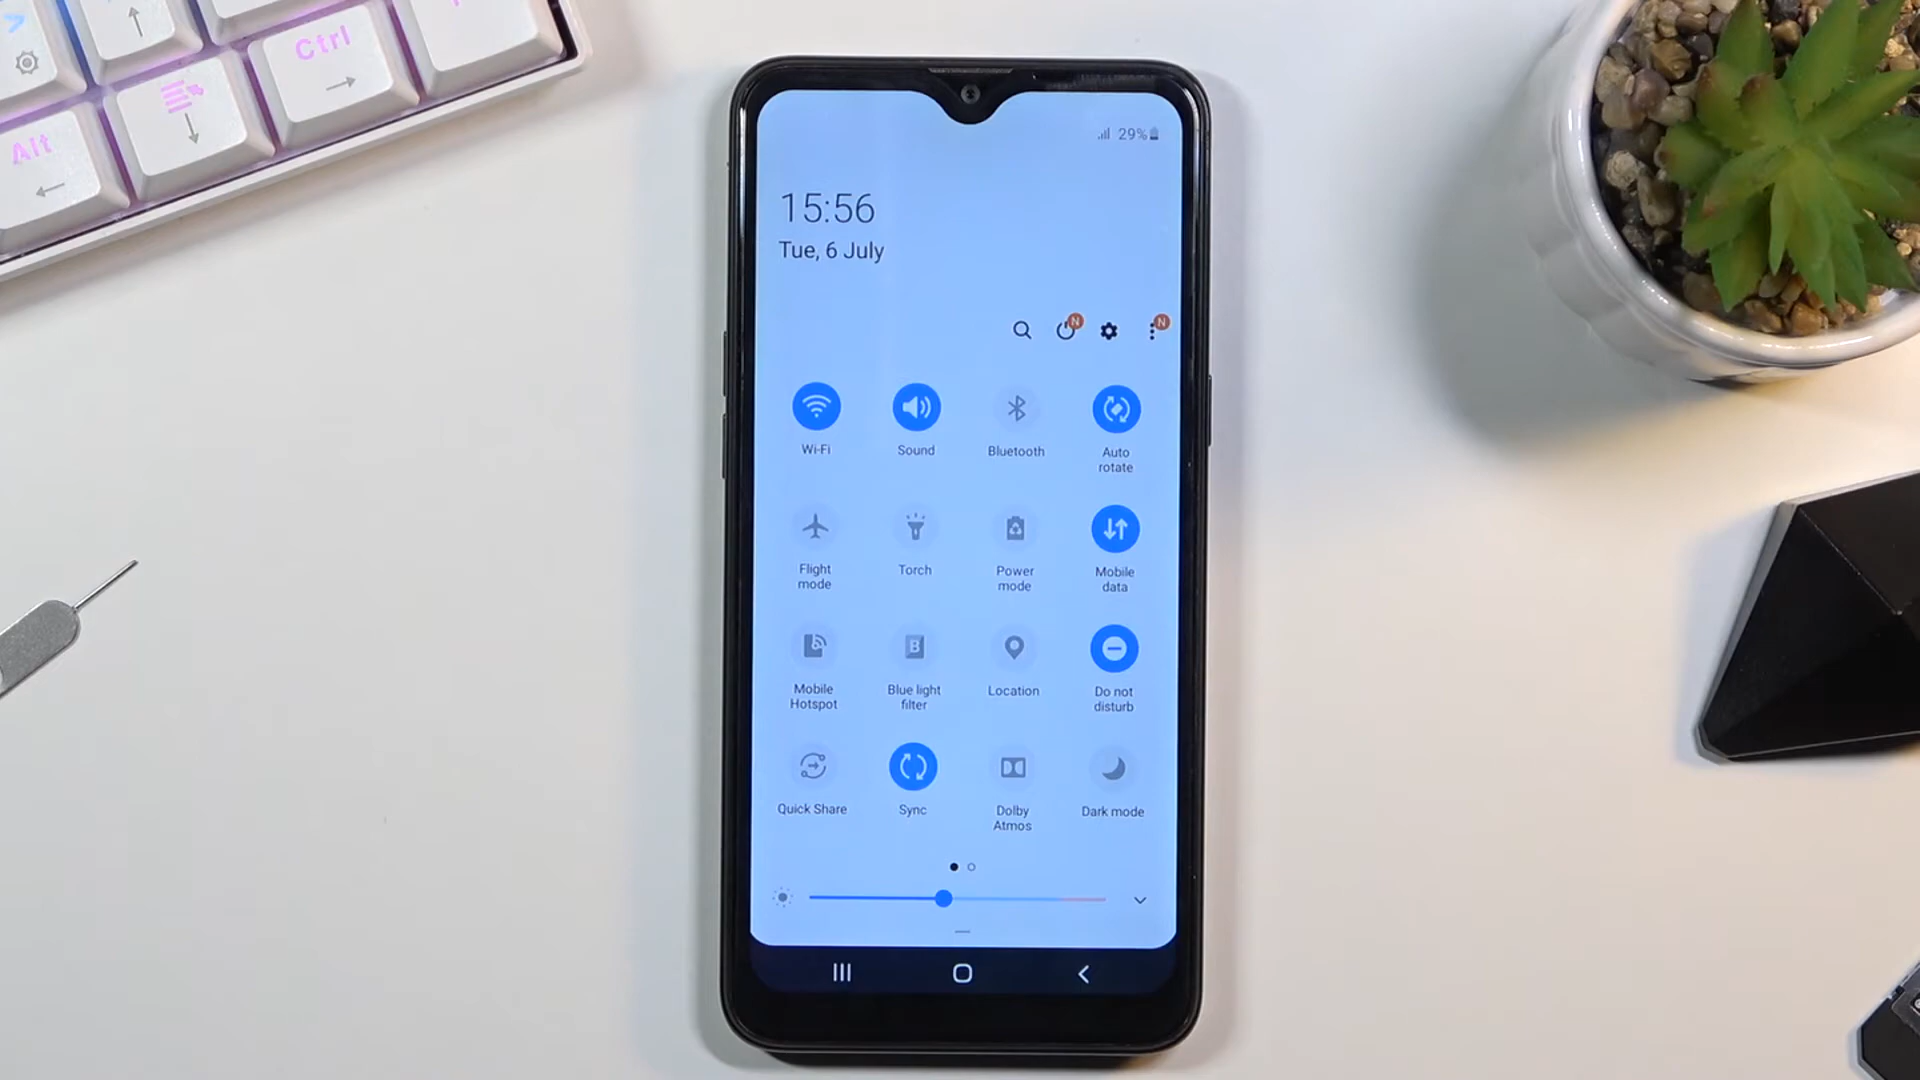 Ctrl
Alt
29%
15:56
Tue, 6 July
N
N
Wi-Fi
Sound
Bluetooth
Auto
rotate
Flight
mode
Torch
Power
mode
Mobile
data
Mobile
Hotspot
B
Blue light
filter
Location
Do not
disturb
Quick Share
Sync
Dolby
Atmos
Dark mode